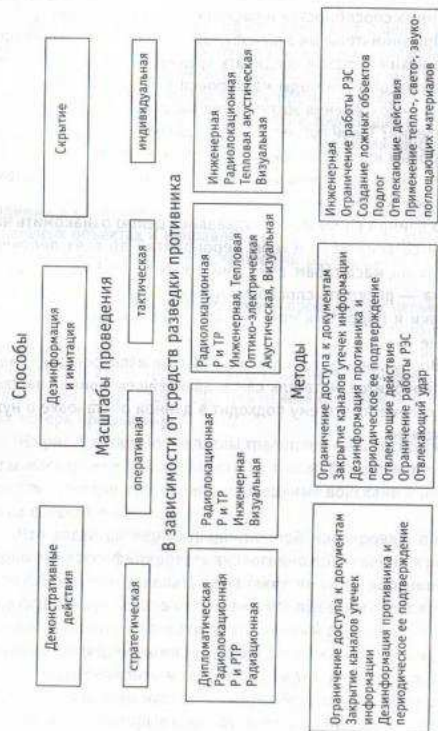 Способы
Демонстративные
действия
Дезинформация
и имитация
Скрытие
Масштабы проведения
стратегическая
оперативная
тактическая
индивидуальная
В зависимости от средств разведки противника
Дипломатическая
Радиолокационная
Р и РТР
Радиационная
Радиолокационная
Р и ТР
Инженерная
Визуальная
Радиолокационная
Р и ТР
Инженерная, Тепловая
Оптико-электрическая
Акустическая, Визуальная
Инженерная
Радиолокационная
Тепловая акустическая
Визуальная
Методы
Ограничение доступа к документам
Закрытие каналов утечек
информации
Дезинформация противника и
периодическое ее подтверждение
Ограничение доступа к документам
Закрытие каналов утечек информации
Дезинформация противника и
периодическое ее подтверждение
Отвлекающие действия
Ограничение работы РЭС
Отвлекающий удар
Инженерная
Ограничение работы РЭС
Создание ложных объектов
Подлог
Отвлекающие действия
Применение тепло-, свето-, звуко-
поглощающих материалов